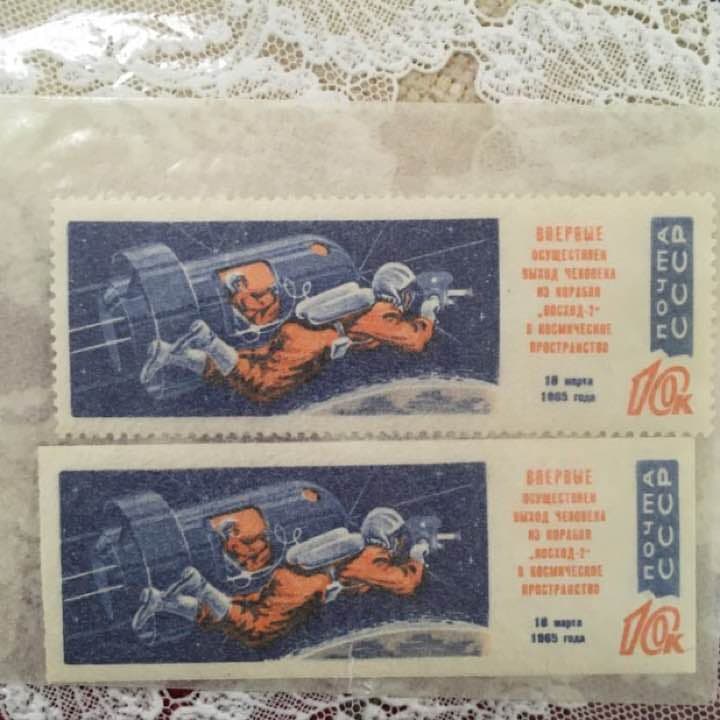 ВПЕРВЫЕ
ОСУЩЕСТВЛЕН
ВЫХОД ЧЕЛОВЕКА
ИЗ КОРАБЛЯ
„ВОСХОД-2"
В КОСМИЧЕСКОЕ
ПРОСТРАНСТВО
18 марта
1965 года
ПОЧТА
СССР
10к
ВПЕРВЫЕ
ОСУЩЕСТВЛЕН
ВЫХОД ЧЕЛОВЕКА
ИЗ КОРАБЛЯ
„ВОСХОД-2"
В КОСМИЧЕСКОЕ
ПРОСТРАНСТВО
18 марта
1965 года
ПОЧТА
СССР
10к